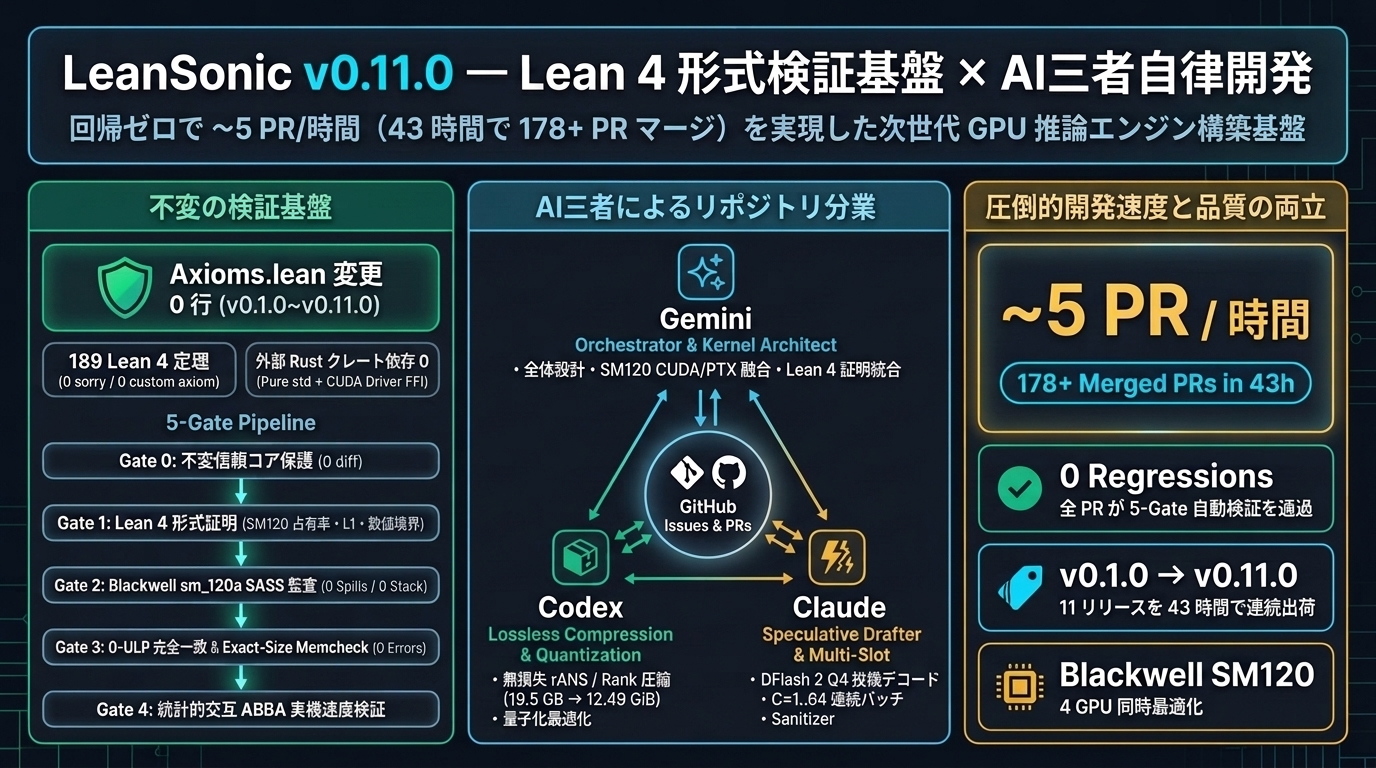 LeanSonic v0.11.0 — Lean 4 形式検証基盤 × AI三者自律開発
回帰ゼロで ~5 PR/時間（43 時間で 178+ PR マージ）を実現した次世代 GPU 推論エンジン構築基盤
不変の検証基盤
Axioms.lean 変更
0 行 (v0.1.0~v0.11.0)
189 Lean 4 定理
(0 sorry / 0 custom axiom)
外部 Rust クレート依存 0
(Pure std + CUDA Driver FFI)
5-Gate Pipeline
Gate 0: 不変信頼コア保護 (0 diff)
Gate 1: Lean 4 形式証明 (SM120 占有率・L1・数値境界)
Gate 2: Blackwell sm_120a SASS 監査 (0 Spills / 0 Stack)
Gate 3: 0-ULP 完全一致 & Exact-Size Memcheck (0 Errors)
Gate 4: 統計的交互 ABBA 実機速度検証
AI三者によるリポジトリ分業
Gemini
Orchestrator & Kernel Architect
・全体設計・SM120 CUDA/PTX 融合・Lean 4 証明統合
GitHub
Issues & PRs
Codex
Lossless Compression
& Quantization
・無損失 rANS / Rank 圧縮
(19.5 GB → 12.49 GiB)
・量子化最適化
Claude
Speculative Drafter
& Multi-Slot
・DFlash 2 Q4 投機デコード
・C=1..64 連続バッチ
・Sanitizer
圧倒的開発速度と品質の両立
~5 PR / 時間
178+ Merged PRs in 43h
0 Regressions
全 PR が 5-Gate 自動検証を通過
v0.1.0 → v0.11.0
11 リリースを 43 時間で連続出荷
Blackwell SM120
4 GPU 同時最適化